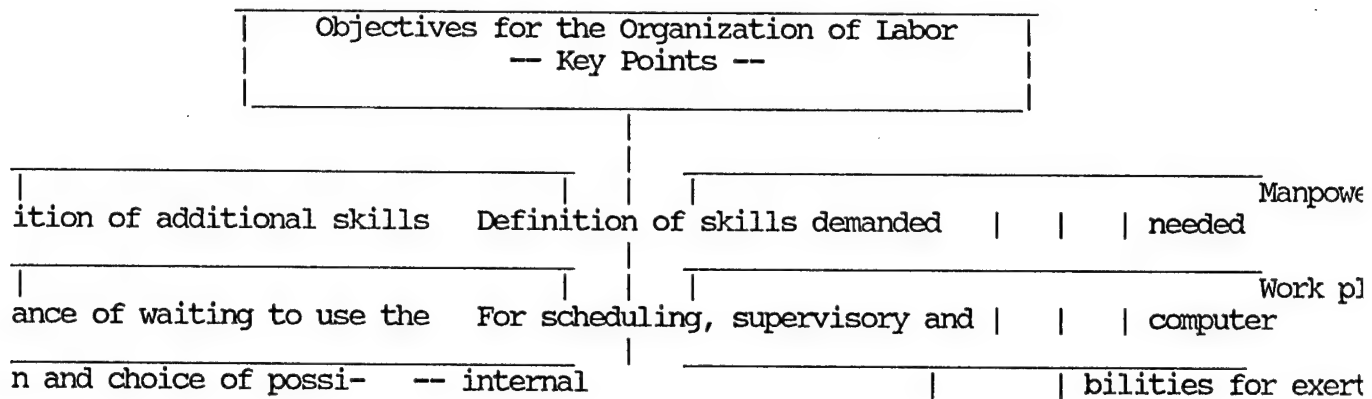 Objectives for the Organization of Labor
-- Key Points --
Manpowe
ition of additional skills Definition of skills demanded needed
Work pl
ance of waiting to use the For scheduling, supervisory and computer
n and choice of possi- -- internal bilities for exert